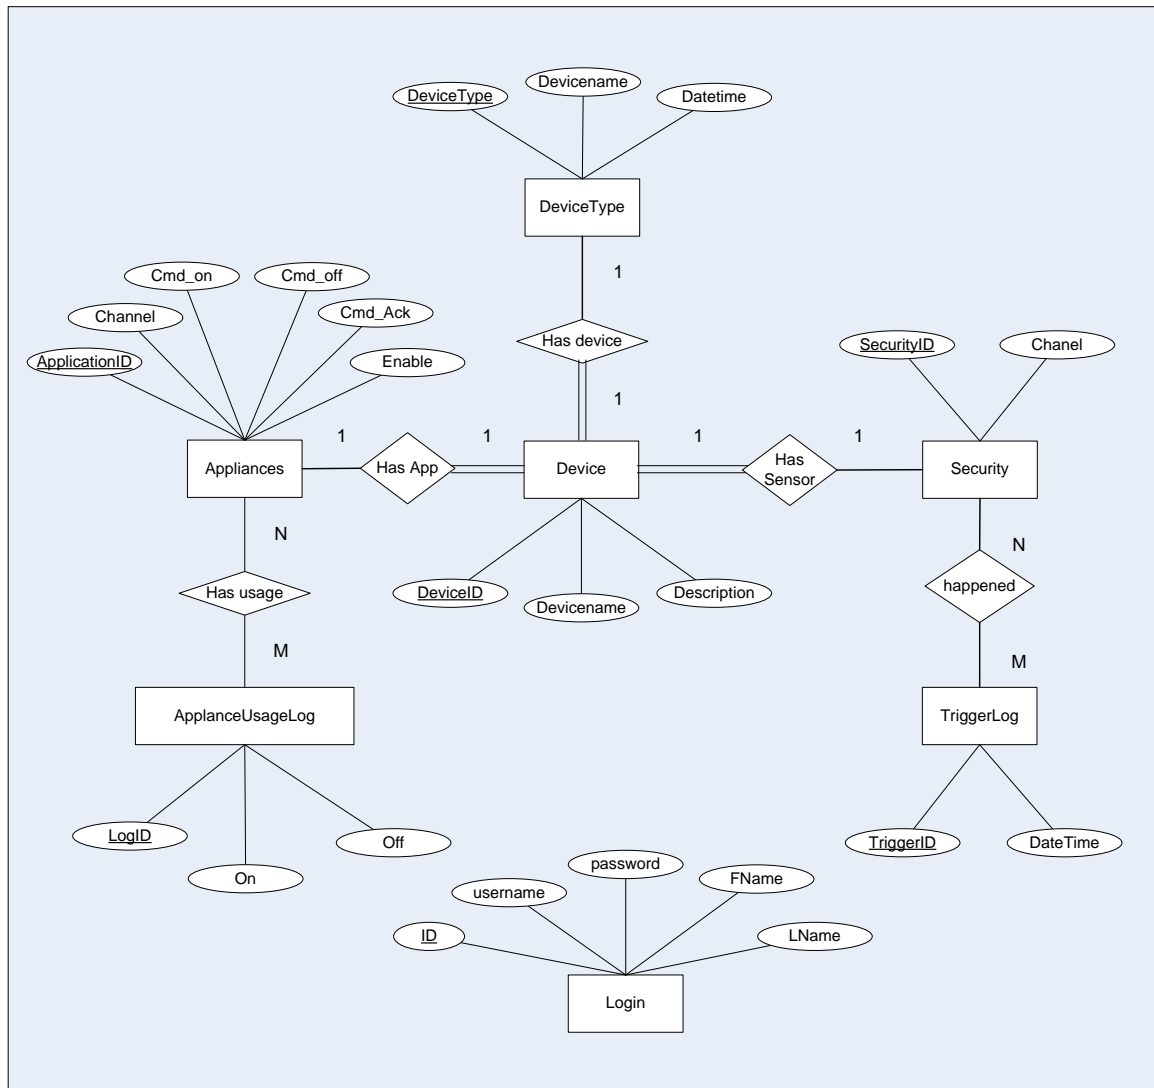 Devicename
DeviceType
Datetime
DeviceType
1
Cmd_on
Cmd_off
Channel
Cmd_Ack
ApplicationID
Enable
Has device
SecurityID
Chanel
1
1
1
1
1
Appliances
Has App
Device
Has
Sensor
Security
N
N
Has usage
DeviceID
Devicename
Description
happened
M
M
ApplanceUsageLog
TriggerLog
LogID
On
Off
TriggerID
DateTime
password
username
FName
ID
LName
Login